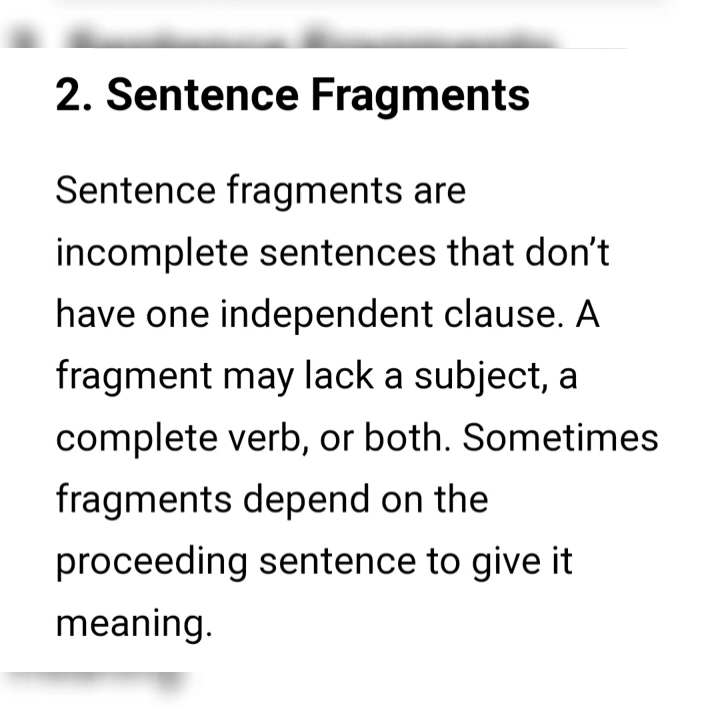 2. Sentence Fragments
Sentence fragments are
incomplete sentences that don’t
have one independent clause. A
fragment may lack a subject, a
complete verb, or both. Sometimes
fragments depend on the
proceeding sentence to give it
meaning.